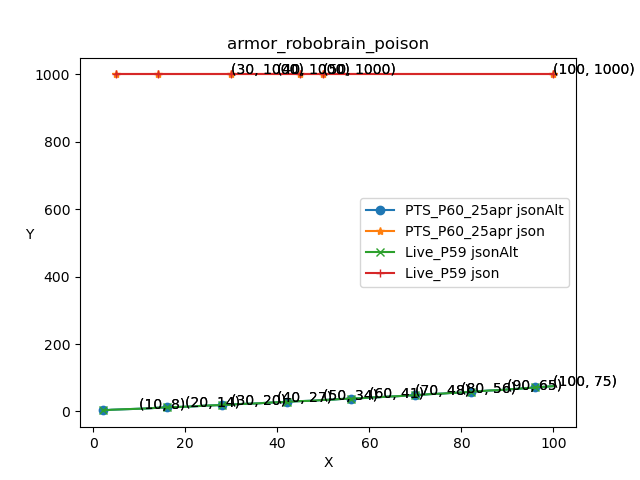 armor_robobrain_poison
1000
(30, 1000)
(40, 1000)
(50, 1000)
(100, 1000)
800
600
PTS_P60_25apr jsonAlt
PTS_P60_25apr json
Live_P59 jsonAlt
Live_P59 json
Y
400
200
0
(10, 8)
(20, 14)
(30, 20)
(40, 27)
(50, 34)
(60, 41)
(70, 48)
(80, 56)
(90, 65)
(100, 75)
0 20 40 60 80 100
X